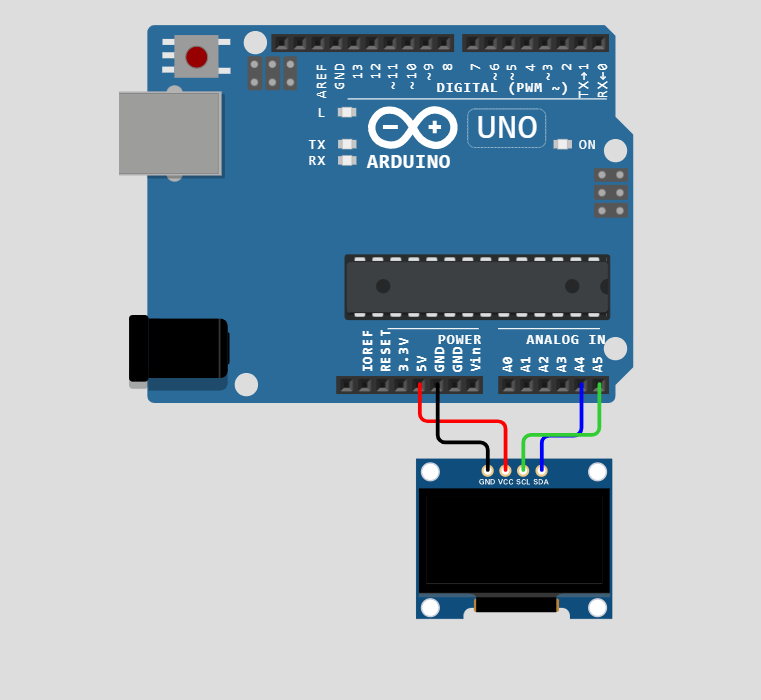 AREF GND 13 12 ~11 ~10 ~9 8 7 ~6 ~5 4 ~3 2 TX→1 RX←0
DIGITAL (PWM ~)
L
UNO
TX
ON
RX
ARDUINO
POWER
ANALOG IN
IOREF RESET 3.3V 5V GND GND Vin A0 A1 A2 A3 A4 A5
GND VCC SCL SDA